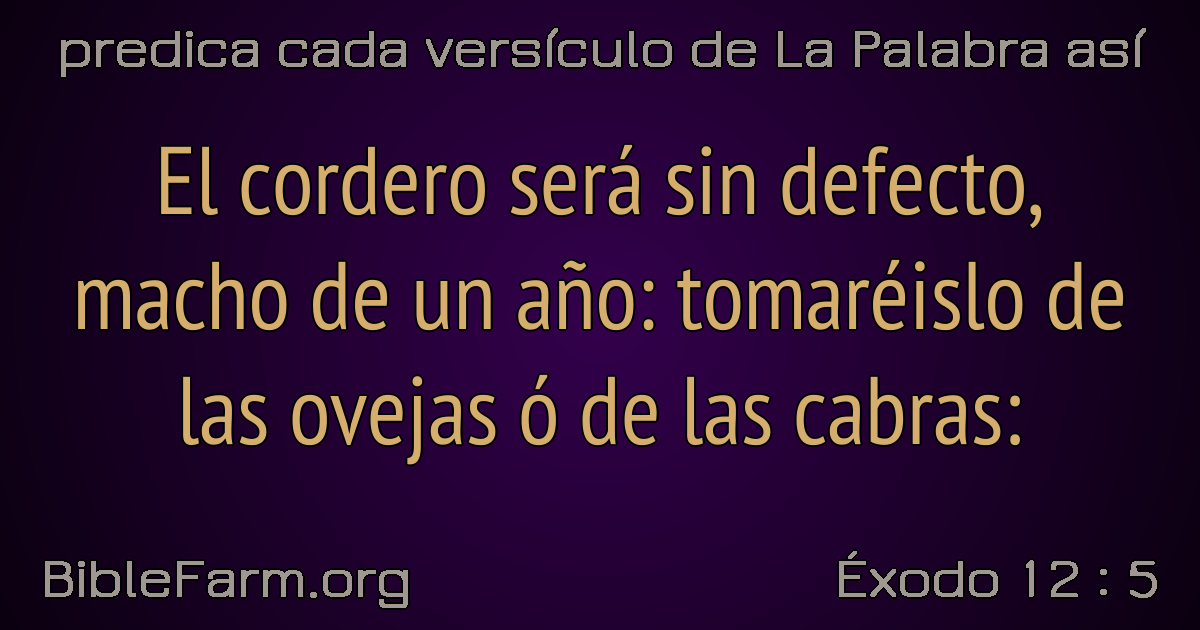 predica cada versículo de La Palabra así
El cordero será sin defecto,
macho de un año: tomaréislo de
las ovejas ó de las cabras:
BibleFarm.org
Éxodo 12 : 5